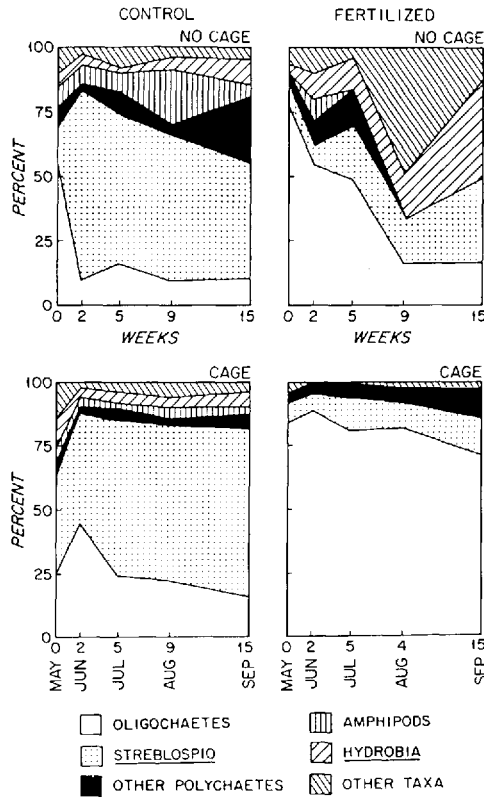 CONTROL FERTILIZED
NO CAGE NO CAGE
100
75
50
25
0
PERCENT
0 2 5 9 15 0 2 5 9 15
WEEKS WEEKS
CAGE CAGE
100
75
50
25
0
PERCENT
0 2 5 9 15 0 2 5 4 15
MAY JUN JUL AUG SEP MAY JUN JUL AUG SEP
OLIGOCHAETES AMPHIPODS
STREBLOSPIO HYDROBIA
OTHER POLYCHAETES OTHER TAXA